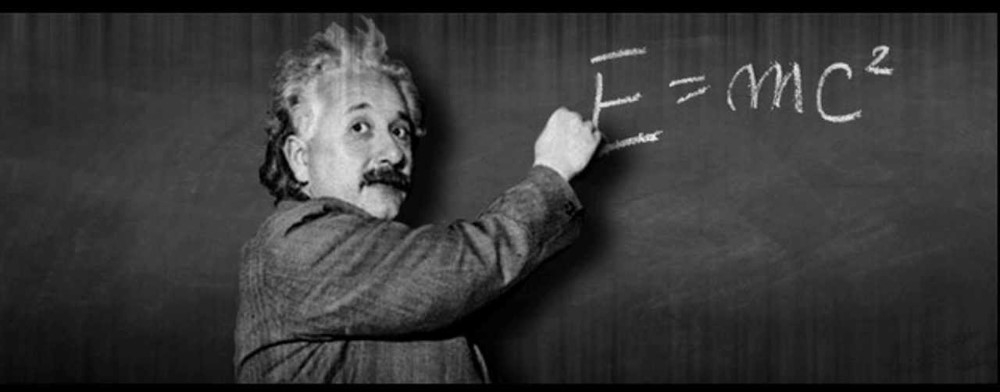 E = mc²